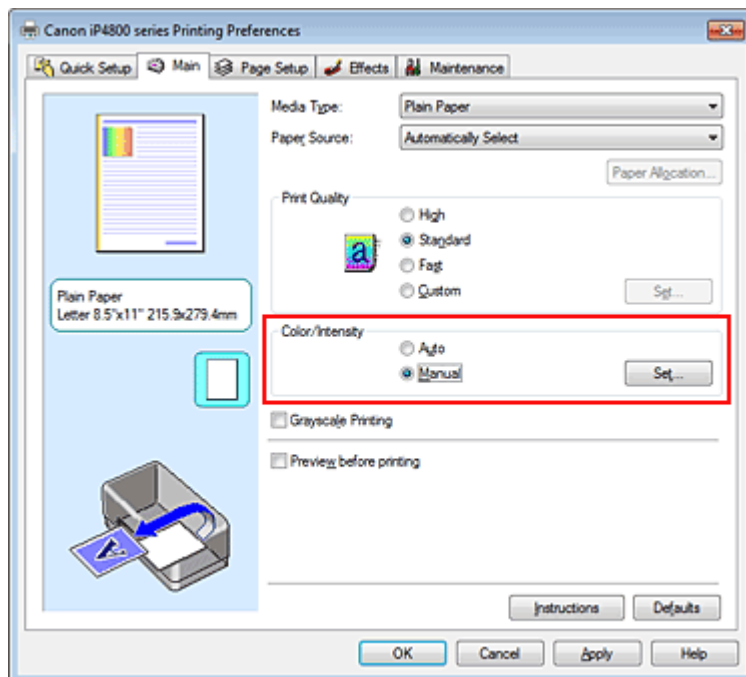 Canon iP4800 series Printing Preferences
Quick Setup Main Page Setup Effects Maintenance
Media Type: Plain Paper
Paper Source: Automatically Select
Paper Allocation...
Print Quality
High
a Standard
Fast
Custom Set...
Plain Paper
Letter 8.5"x11" 215.9x279.4mm
Color/Intensity
Auto
Manual Set...
Grayscale Printing
Preview before printing
A
Instructions Defaults
OK Cancel Apply Help